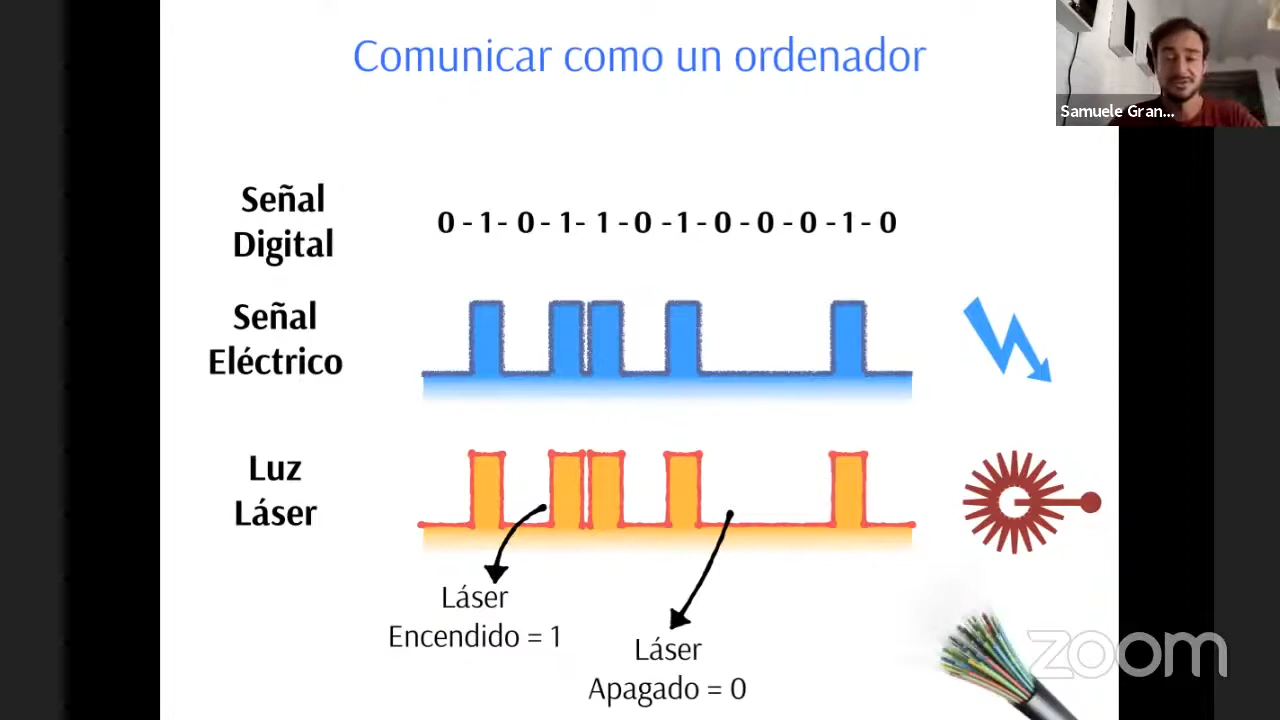 Comunicar como un ordenador
Samuele Gran...
Señal
Digital
0 - 1 - 0 - 1 - 1 - 0 - 1 - 0 - 0 - 0 - 1 - 0
Señal
Eléctrico
Luz
Láser
Láser
Encendido = 1
Láser
Apagado = 0
zoom